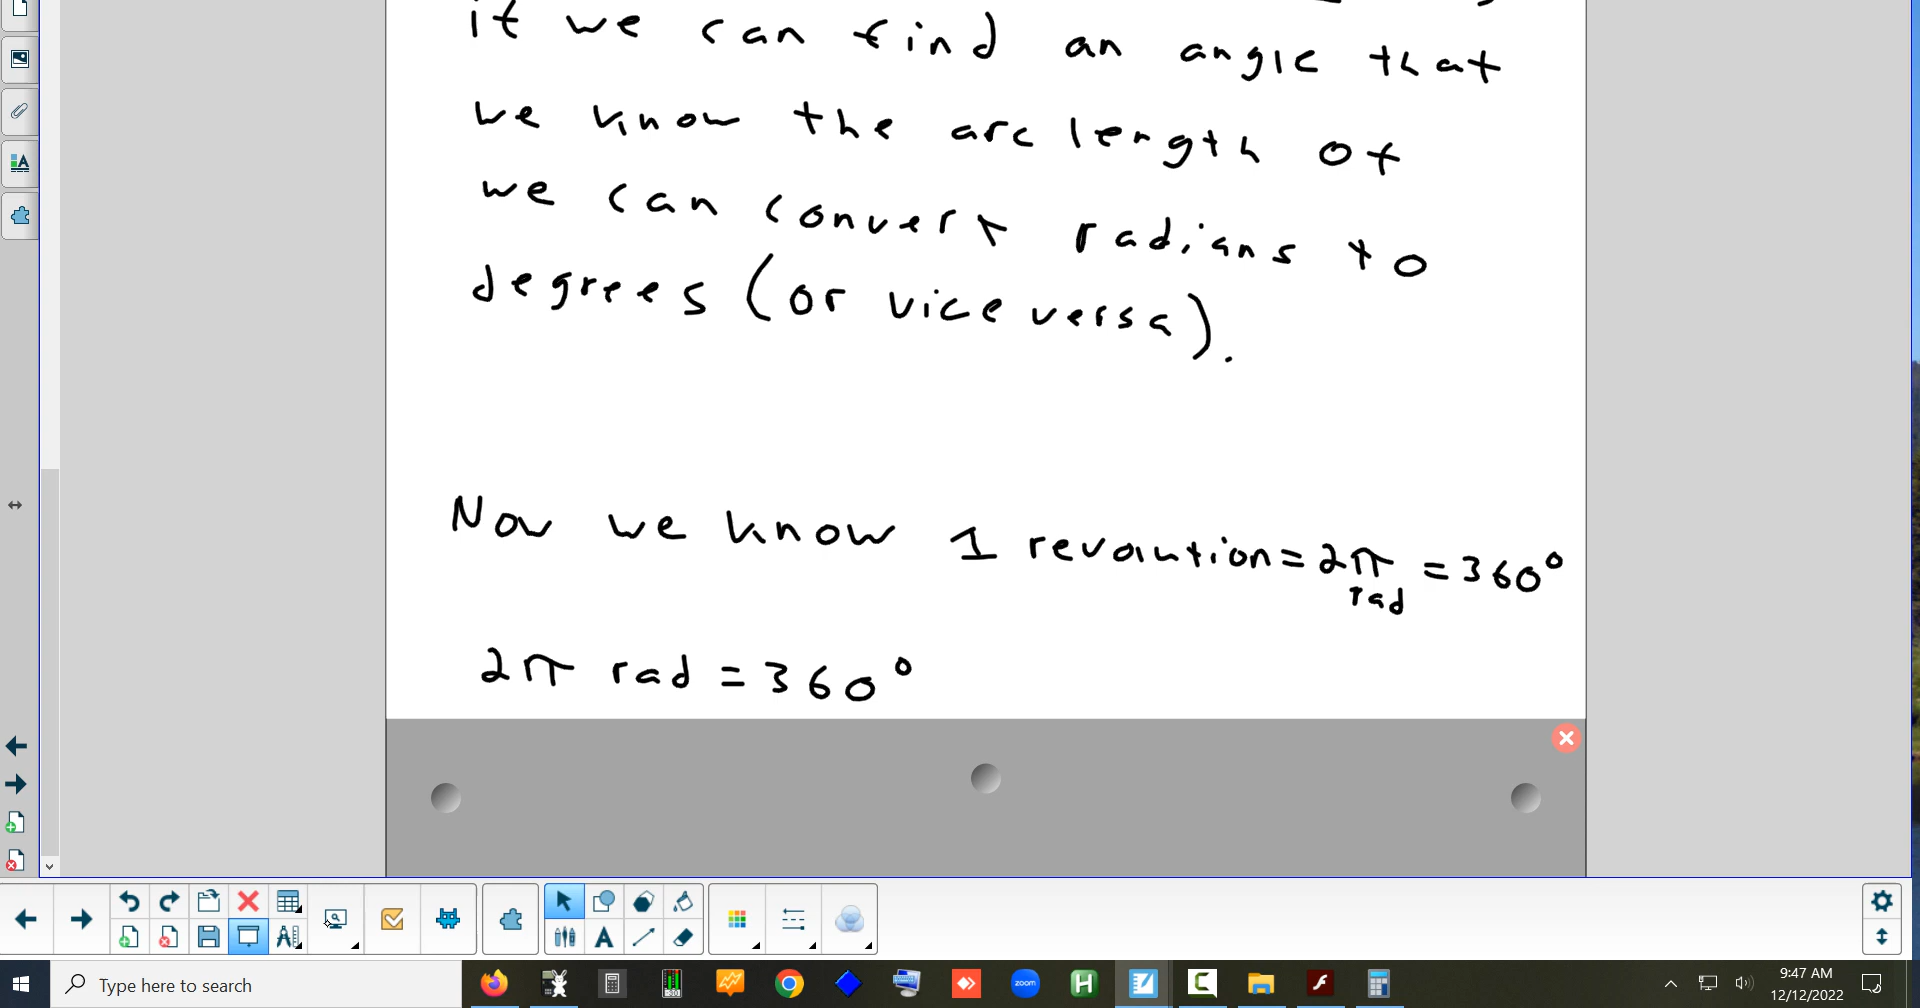 if we can find an angle that
we know the arc length of
we can convert radians to
degrees (or vice versa).
Now we know 1 revolution = 2π rad = 360°
2π rad = 360°
Type here to search
zoom
9:47 AM
12/12/2022